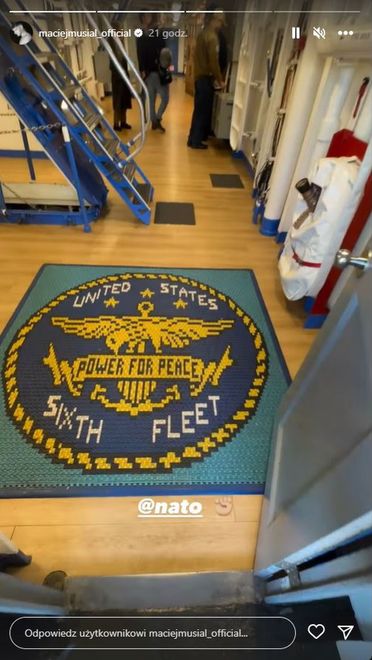 maciejmusial_official 21 godz.
UNITED STATES
POWER FOR PEACE
SIXTH FLEET
@nato
Odpowiedz użytkownikowi maciejmusial_official...